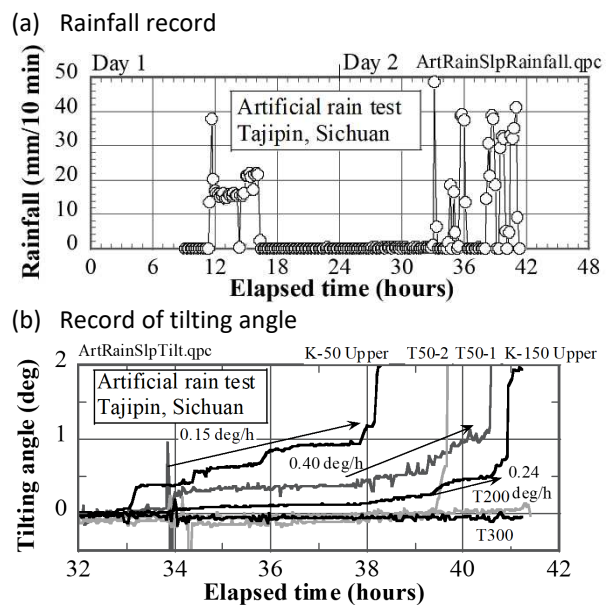 (a) Rainfall record
Day 1 Day 2 ArtRainSlpRainfall.qpc
Artificial rain test
Tajipin, Sichuan
Rainfall (mm/10 min)
50
40
30
20
10
0
0 6 12 18 24 30 36 42 48
Elapsed time (hours)
(b) Record of tilting angle
ArtRainSlpTilt.qpc K-50 Upper T50-2 T50-1 K-150 Upper
Artificial rain test
Tajipin, Sichuan
0.15 deg/h
0.40 deg/h
0.24
deg/h
T200
T300
Tilting angle (deg)
2
1
0
32 34 36 38 40 42
Elapsed time (hours)